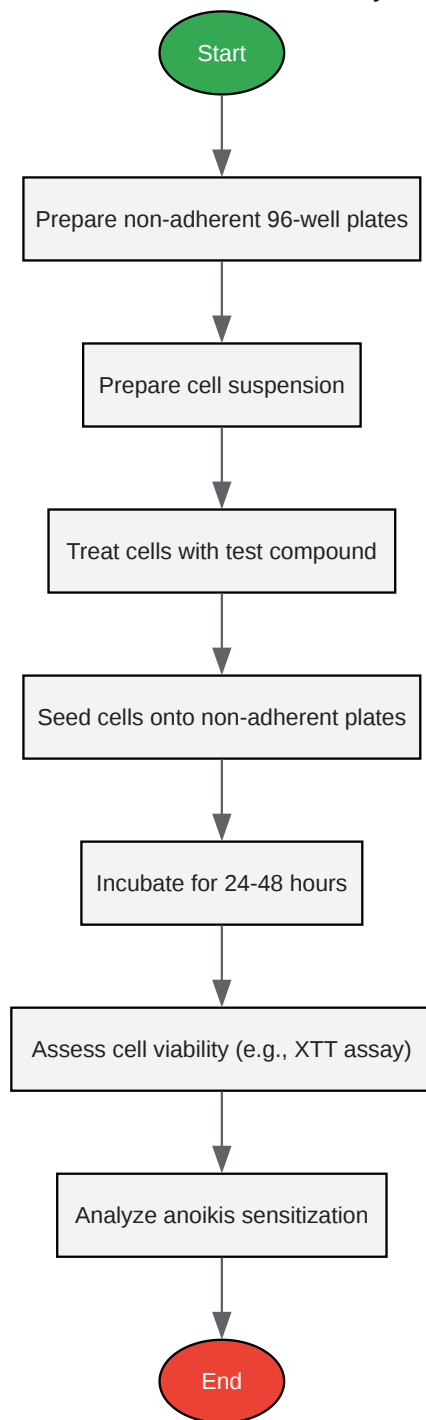 Start
Prepare non-adherent 96-well plates
Prepare cell suspension
Treat cells with test compound
Seed cells onto non-adherent plates
Incubate for 24-48 hours
Assess cell viability (e.g., XTT assay)
Analyze anoikis sensitization
End